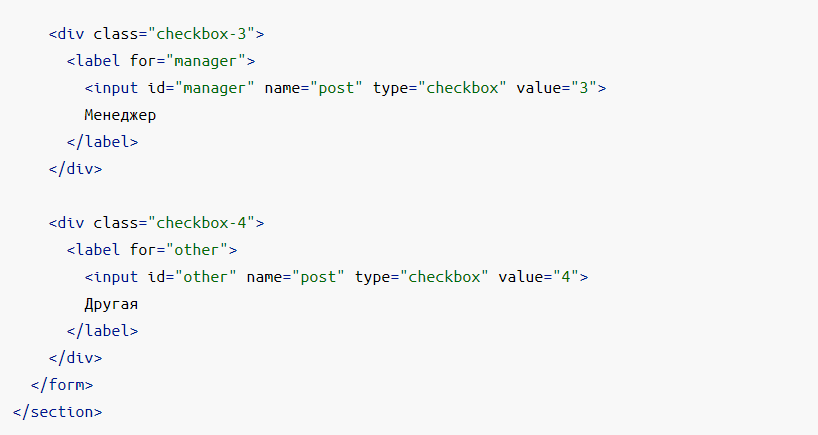 <div class="checkbox-3">
<label for="manager">
<input id="manager" name="post" type="checkbox" value="3">
Менеджер
</label>
</div>
<div class="checkbox-4">
<label for="other">
<input id="other" name="post" type="checkbox" value="4">
Другая
</label>
</div>
</form>
</section>